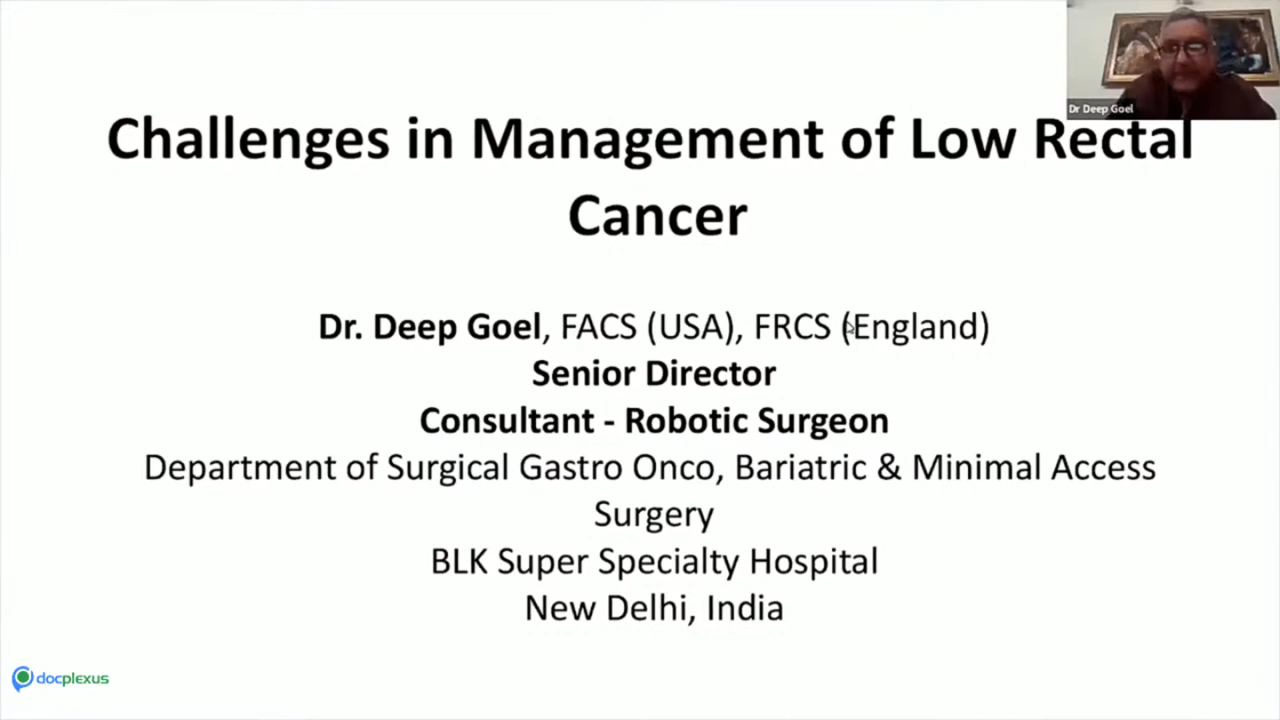 Dr Deep Goel
Challenges in Management of Low Rectal
Cancer
Dr. Deep Goel, FACS (USA), FRCS (England)
Senior Director
Consultant - Robotic Surgeon
Department of Surgical Gastro Onco, Bariatric & Minimal Access
Surgery
BLK Super Specialty Hospital
New Delhi, India
docplexus